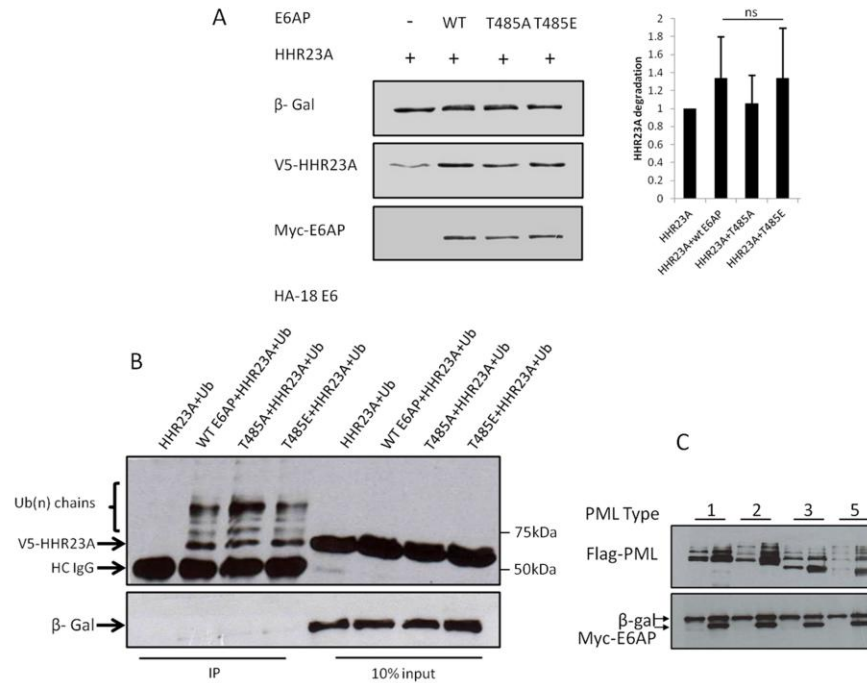 A
E6AP - WT T485A T485E
HHR23A + + + +
β- Gal
V5-HHR23A
Myc-E6AP
HA-18 E6
HHR23A degradation
2
1.8
1.6
1.4
1.2
1
0.8
0.6
0.4
0.2
0
ns
HHR23A
HHR23A+wt E6AP
HHR23A+T485A
HHR23A+T485E
B
HHR23A+Ub
WT E6AP+HHR23A+Ub
T485A+HHR23A+Ub
T485E+HHR23A+Ub
HHR23A+Ub
WT E6AP+HHR23A+Ub
T485A+HHR23A+Ub
T485E+HHR23A+Ub
Ub(n) chains
V5-HHR23A
HC IgG
75kDa
50kDa
β- Gal
IP
10% input
C
PML Type 1 2 3 5
Flag-PML
β-gal
Myc-E6AP